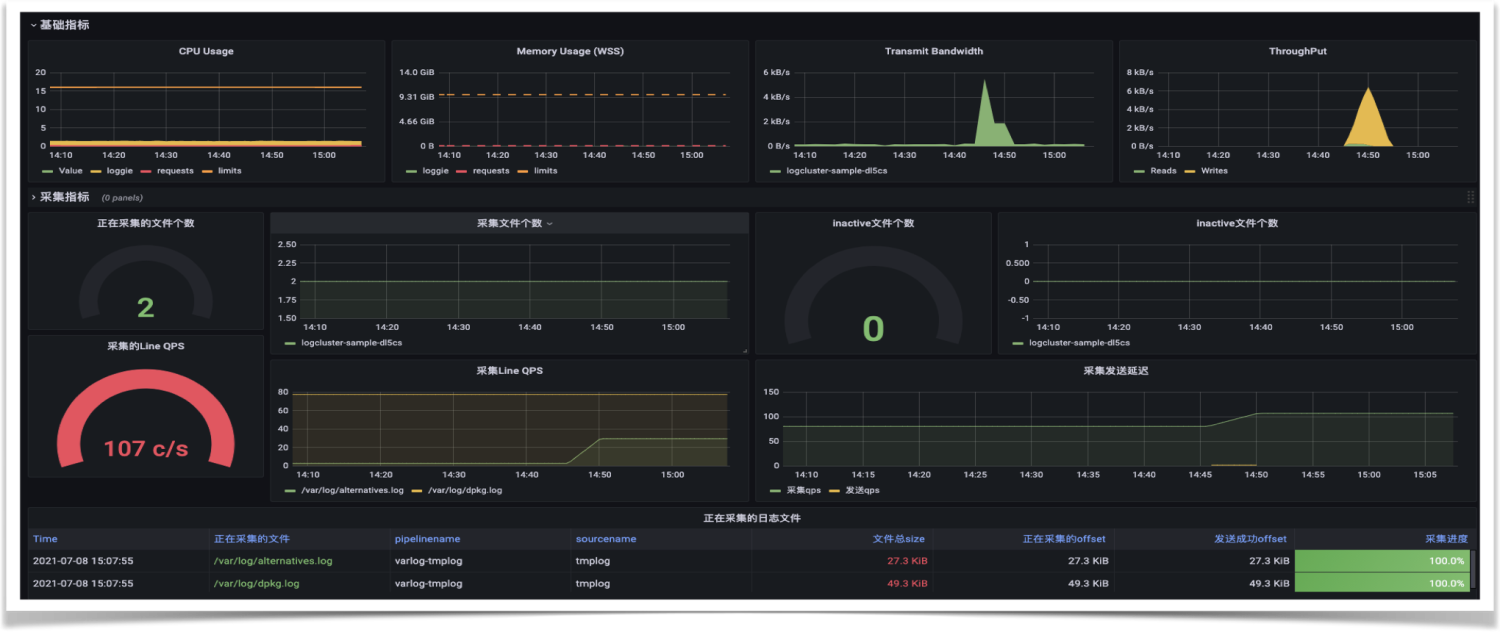 基础指标
CPU Usage
20
15
10
5
0
14:10 14:20 14:30 14:40 14:50 15:00
Value loggie requests limits
Memory Usage (WSS)
14.0 GiB
9.31 GiB
4.66 GiB
0 B
14:10 14:20 14:30 14:40 14:50 15:00
loggie requests limits
Transmit Bandwidth
6 kB/s
4 kB/s
2 kB/s
0 B/s
14:10 14:20 14:30 14:40 14:50 15:00
logcluster-sample-dl5cs
ThroughPut
8 kB/s
6 kB/s
4 kB/s
2 kB/s
0 B/s
14:10 14:20 14:30 14:40 14:50 15:00
Reads Writes
采集指标 (0 panels)
正在采集的文件个数
2
采集文件个数
2.50
2.25
2
1.75
1.50
14:10 14:20 14:30 14:40 14:50 15:00
logcluster-sample-dl5cs
inactive文件个数
0
inactive文件个数
1
0.500
0
-0.50
-1
14:10 14:20 14:30 14:40 14:50 15:00
logcluster-sample-dl5cs
采集的Line QPS
107 c/s
采集Line QPS
80
60
40
20
0
14:10 14:20 14:30 14:40 14:50 15:00
/var/log/alternatives.log /var/log/dpkg.log
采集发送延迟
150
100
50
0
14:10 14:15 14:20 14:25 14:30 14:35 14:40 14:45 14:50 14:55 15:00 15:05
采集qps 发送qps
正在采集的日志文件
Time 正在采集的文件 pipelinename sourcename 文件总size 正在采集的offset 发送成功offset 采集进度
2021-07-08 15:07:55 /var/log/alternatives.log varlog-tmplog tmplog 27.3 KiB 27.3 KiB 27.3 KiB 100.0%
2021-07-08 15:07:55 /var/log/dpkg.log varlog-tmplog tmplog 49.3 KiB 49.3 KiB 49.3 KiB 100.0%